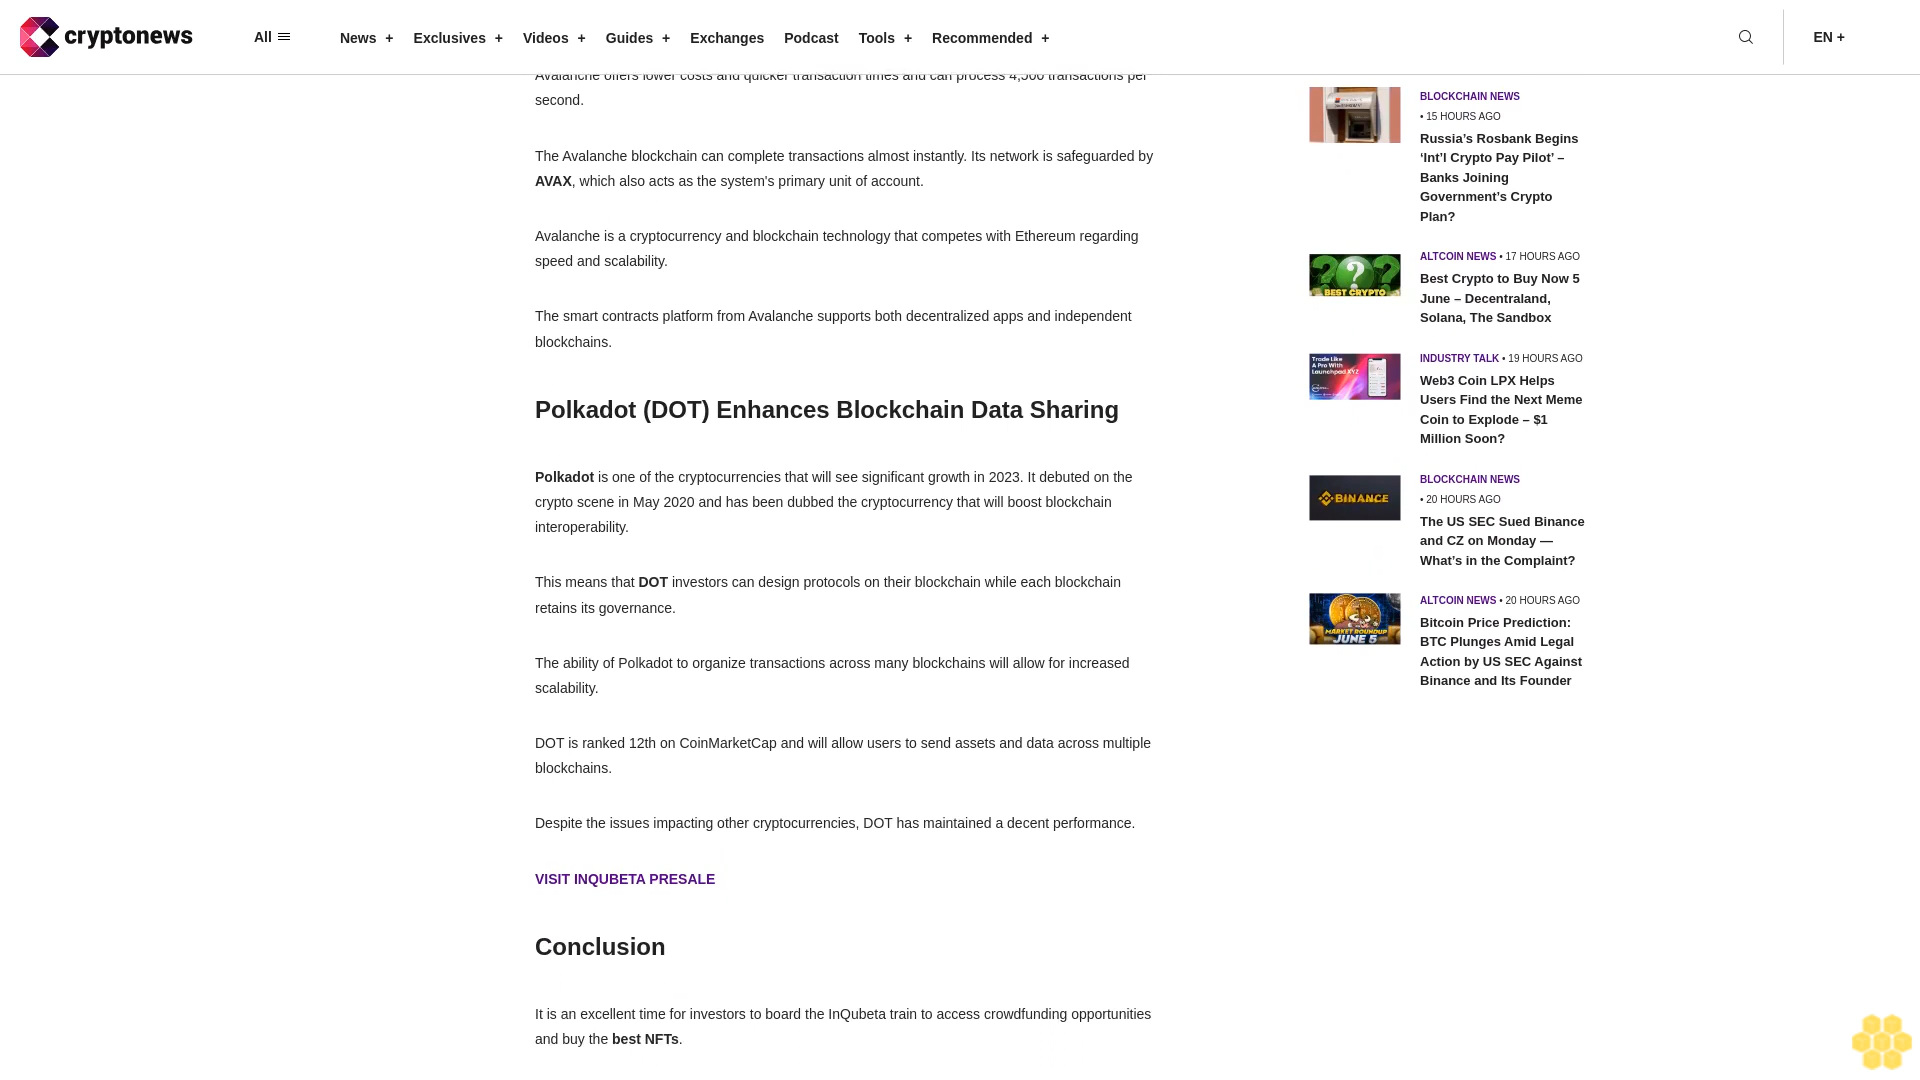 cryptonews
All
News +
Exclusives +
Videos +
Guides +
Exchanges
Podcast
Tools +
Recommended +
EN +
Avalanche offers lower costs and quicker transaction times and can process 4,500 transactions per
second.
The Avalanche blockchain can complete transactions almost instantly. Its network is safeguarded by
AVAX, which also acts as the system's primary unit of account.
Avalanche is a cryptocurrency and blockchain technology that competes with Ethereum regarding
speed and scalability.
The smart contracts platform from Avalanche supports both decentralized apps and independent
blockchains.
Polkadot (DOT) Enhances Blockchain Data Sharing
Polkadot is one of the cryptocurrencies that will see significant growth in 2023. It debuted on the
crypto scene in May 2020 and has been dubbed the cryptocurrency that will boost blockchain
interoperability.
This means that DOT investors can design protocols on their blockchain while each blockchain
retains its governance.
The ability of Polkadot to organize transactions across many blockchains will allow for increased
scalability.
DOT is ranked 12th on CoinMarketCap and will allow users to send assets and data across multiple
blockchains.
Despite the issues impacting other cryptocurrencies, DOT has maintained a decent performance.
VISIT INQUBETA PRESALE
Conclusion
It is an excellent time for investors to board the InQubeta train to access crowdfunding opportunities
and buy the best NFTs.
BLOCKCHAIN NEWS
• 15 HOURS AGO
Russia’s Rosbank Begins
‘Int’l Crypto Pay Pilot’ –
Banks Joining
Government’s Crypto
Plan?
BEST CRYPTO
ALTCOIN NEWS • 17 HOURS AGO
Best Crypto to Buy Now 5
June – Decentraland,
Solana, The Sandbox
Trade Like
A Pro With
Launchpad XYZ
INDUSTRY TALK • 19 HOURS AGO
Web3 Coin LPX Helps
Users Find the Next Meme
Coin to Explode – $1
Million Soon?
BINANCE
BLOCKCHAIN NEWS
• 20 HOURS AGO
The US SEC Sued Binance
and CZ on Monday —
What’s in the Complaint?
MARKET ROUNDUP
JUNE 5
ALTCOIN NEWS • 20 HOURS AGO
Bitcoin Price Prediction:
BTC Plunges Amid Legal
Action by US SEC Against
Binance and Its Founder